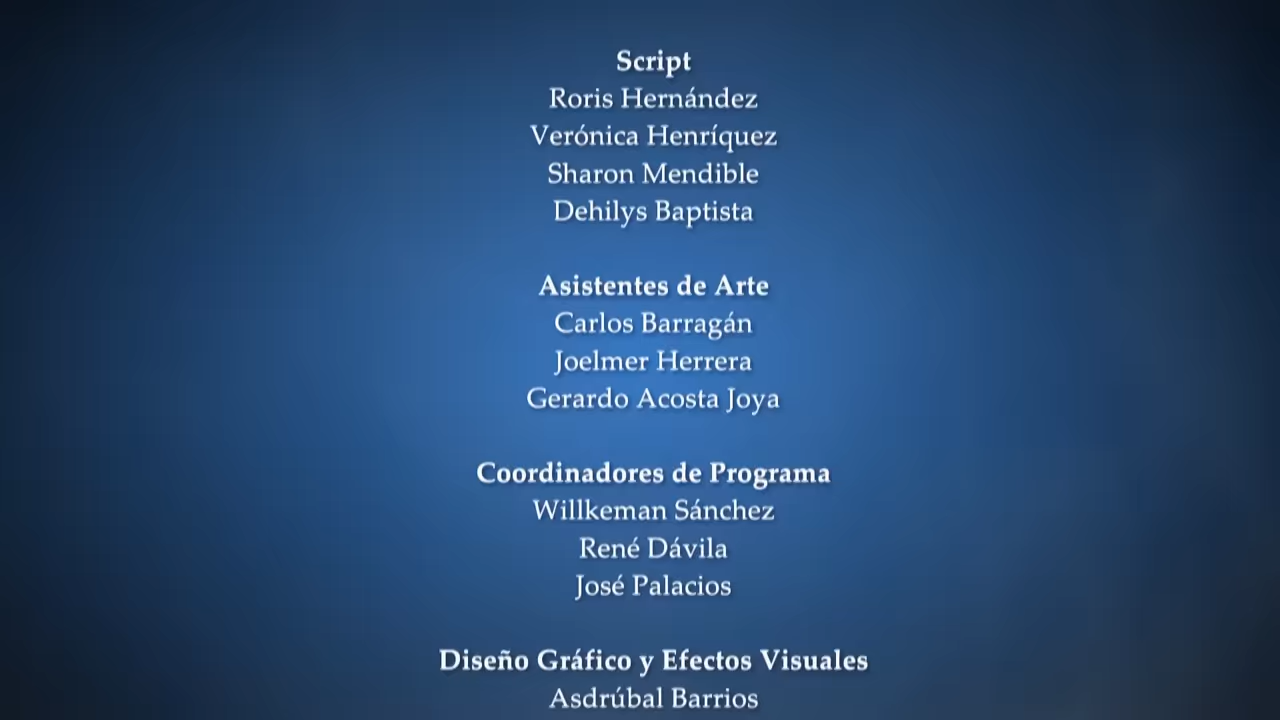 Script
Roris Hernández
Verónica Henríquez
Sharon Mendible
Dehilys Baptista
Asistentes de Arte
Carlos Barragán
Joelmer Herrera
Gerardo Acosta Joya
Coordinadores de Programa
Willkeman Sánchez
René Dávila
José Palacios
Diseño Gráfico y Efectos Visuales
Asdrúbal Barrios